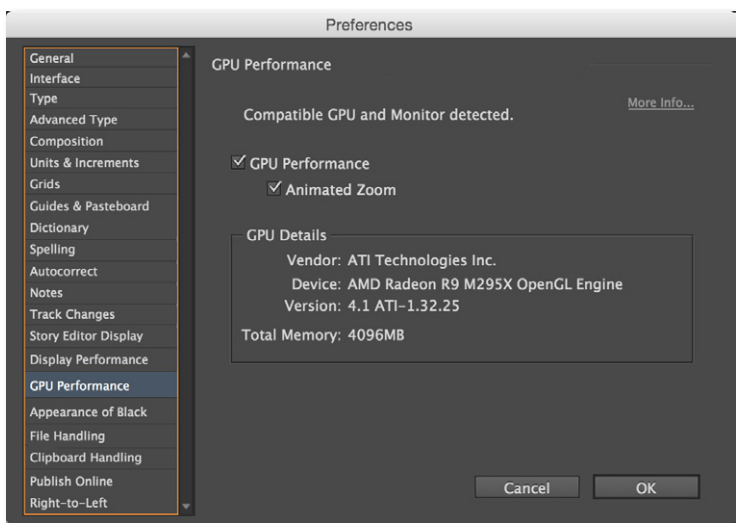 Preferences
General
Interface
Type
Advanced Type
Composition
Units & Increments
Grids
Guides & Pasteboard
Dictionary
Spelling
Autocorrect
Notes
Track Changes
Story Editor Display
Display Performance
GPU Performance
Appearance of Black
File Handling
Clipboard Handling
Publish Online
Right-to-Left
GPU Performance
More Info...
Compatible GPU and Monitor detected.
GPU Performance
Animated Zoom
GPU Details
Vendor: ATI Technologies Inc.
Device: AMD Radeon R9 M295X OpenGL Engine
Version: 4.1 ATI-1.32.25
Total Memory: 4096MB
Cancel
OK